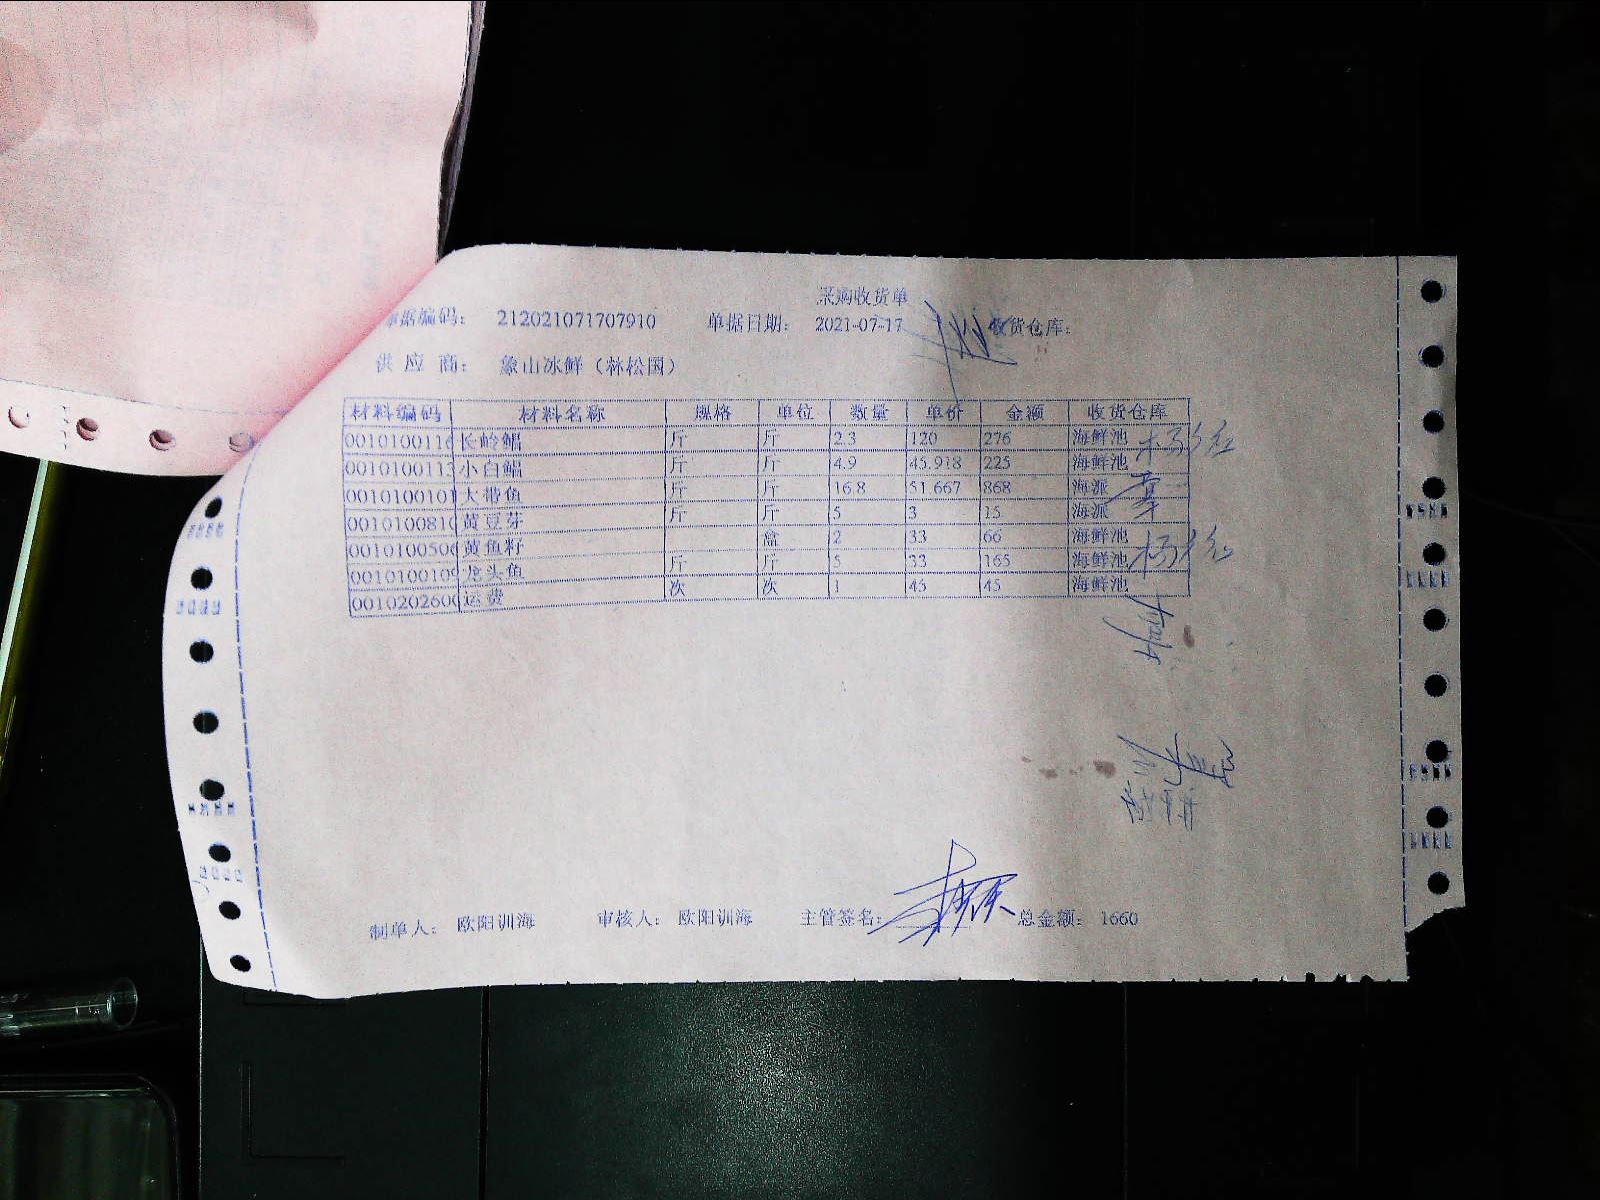 采购收货单
单据编码： 212021071707910 单据日期： 2021-07-17 收货仓库：
供应商： 象山冰鲜（林松国）
材料编码 材料名称 规格 单位 数量 单价 金额 收货仓库
0010100116 长岭鲳 斤 斤 2.3 120 276 海鲜池
001010011 小白鲳 斤 斤 4.9 45.918 225 海鲜池
0010100101 大带鱼 斤 斤 16.8 51.667 868 海派
001010081 黄豆芽 斤 斤 5 3 15 海派
001010050 黄鱼籽 盒 2 33 66 海鲜池
001010010 龙头鱼 斤 斤 5 33 165 海鲜池
001020260 运费 次 次 1 45 45 海鲜池
制单人： 欧阳训海 审核人： 欧阳训海 主管签名： 总金额： 1660